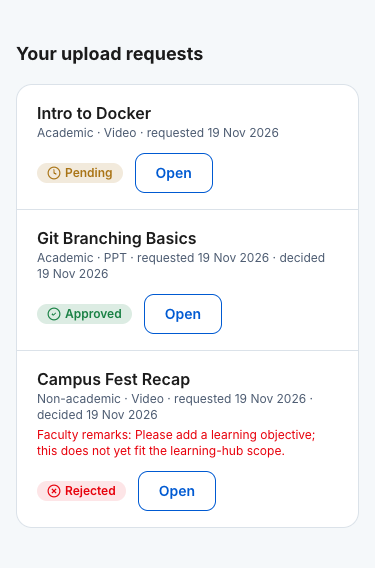 Your upload requests
Intro to Docker
Academic · Video · requested 19 Nov 2026
Pending
Open
Git Branching Basics
Academic · PPT · requested 19 Nov 2026 · decided
19 Nov 2026
Approved
Open
Campus Fest Recap
Non-academic · Video · requested 19 Nov 2026 ·
decided 19 Nov 2026
Faculty remarks: Please add a learning objective;
this does not yet fit the learning-hub scope.
Rejected
Open